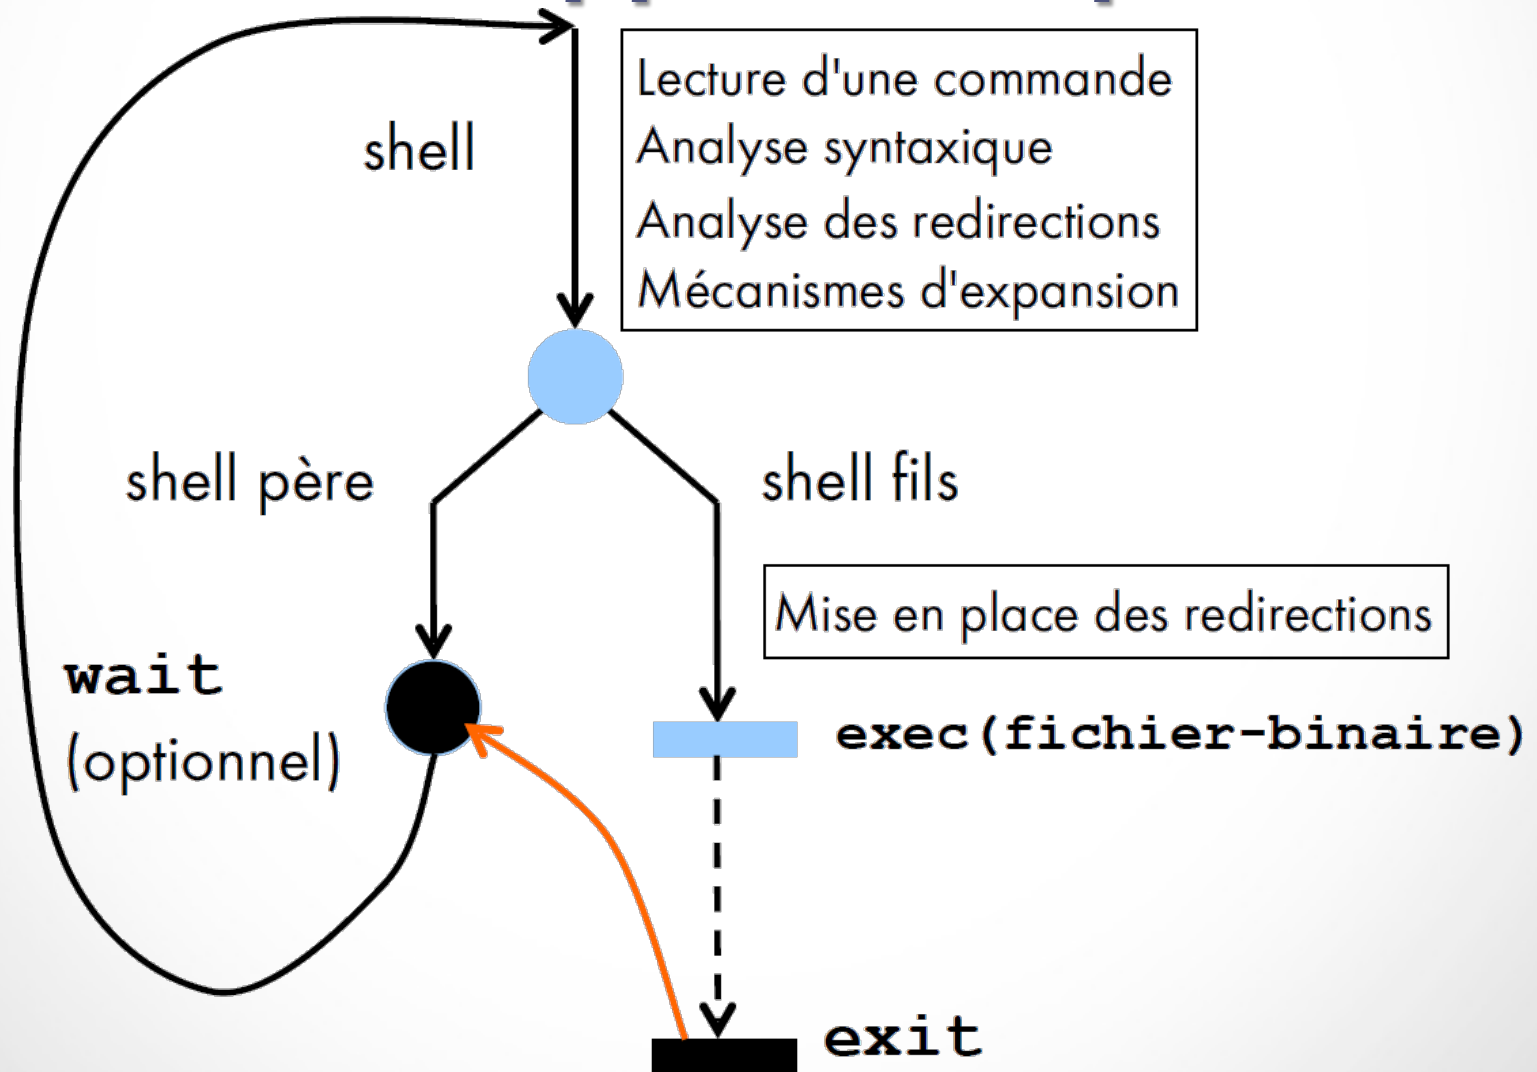 shell
Lecture d'une commande
Analyse syntaxique
Analyse des redirections
Mécanismes d'expansion
shell père
shell fils
Mise en place des redirections
wait
(optionnel)
exec(fichier-binaire)
exit